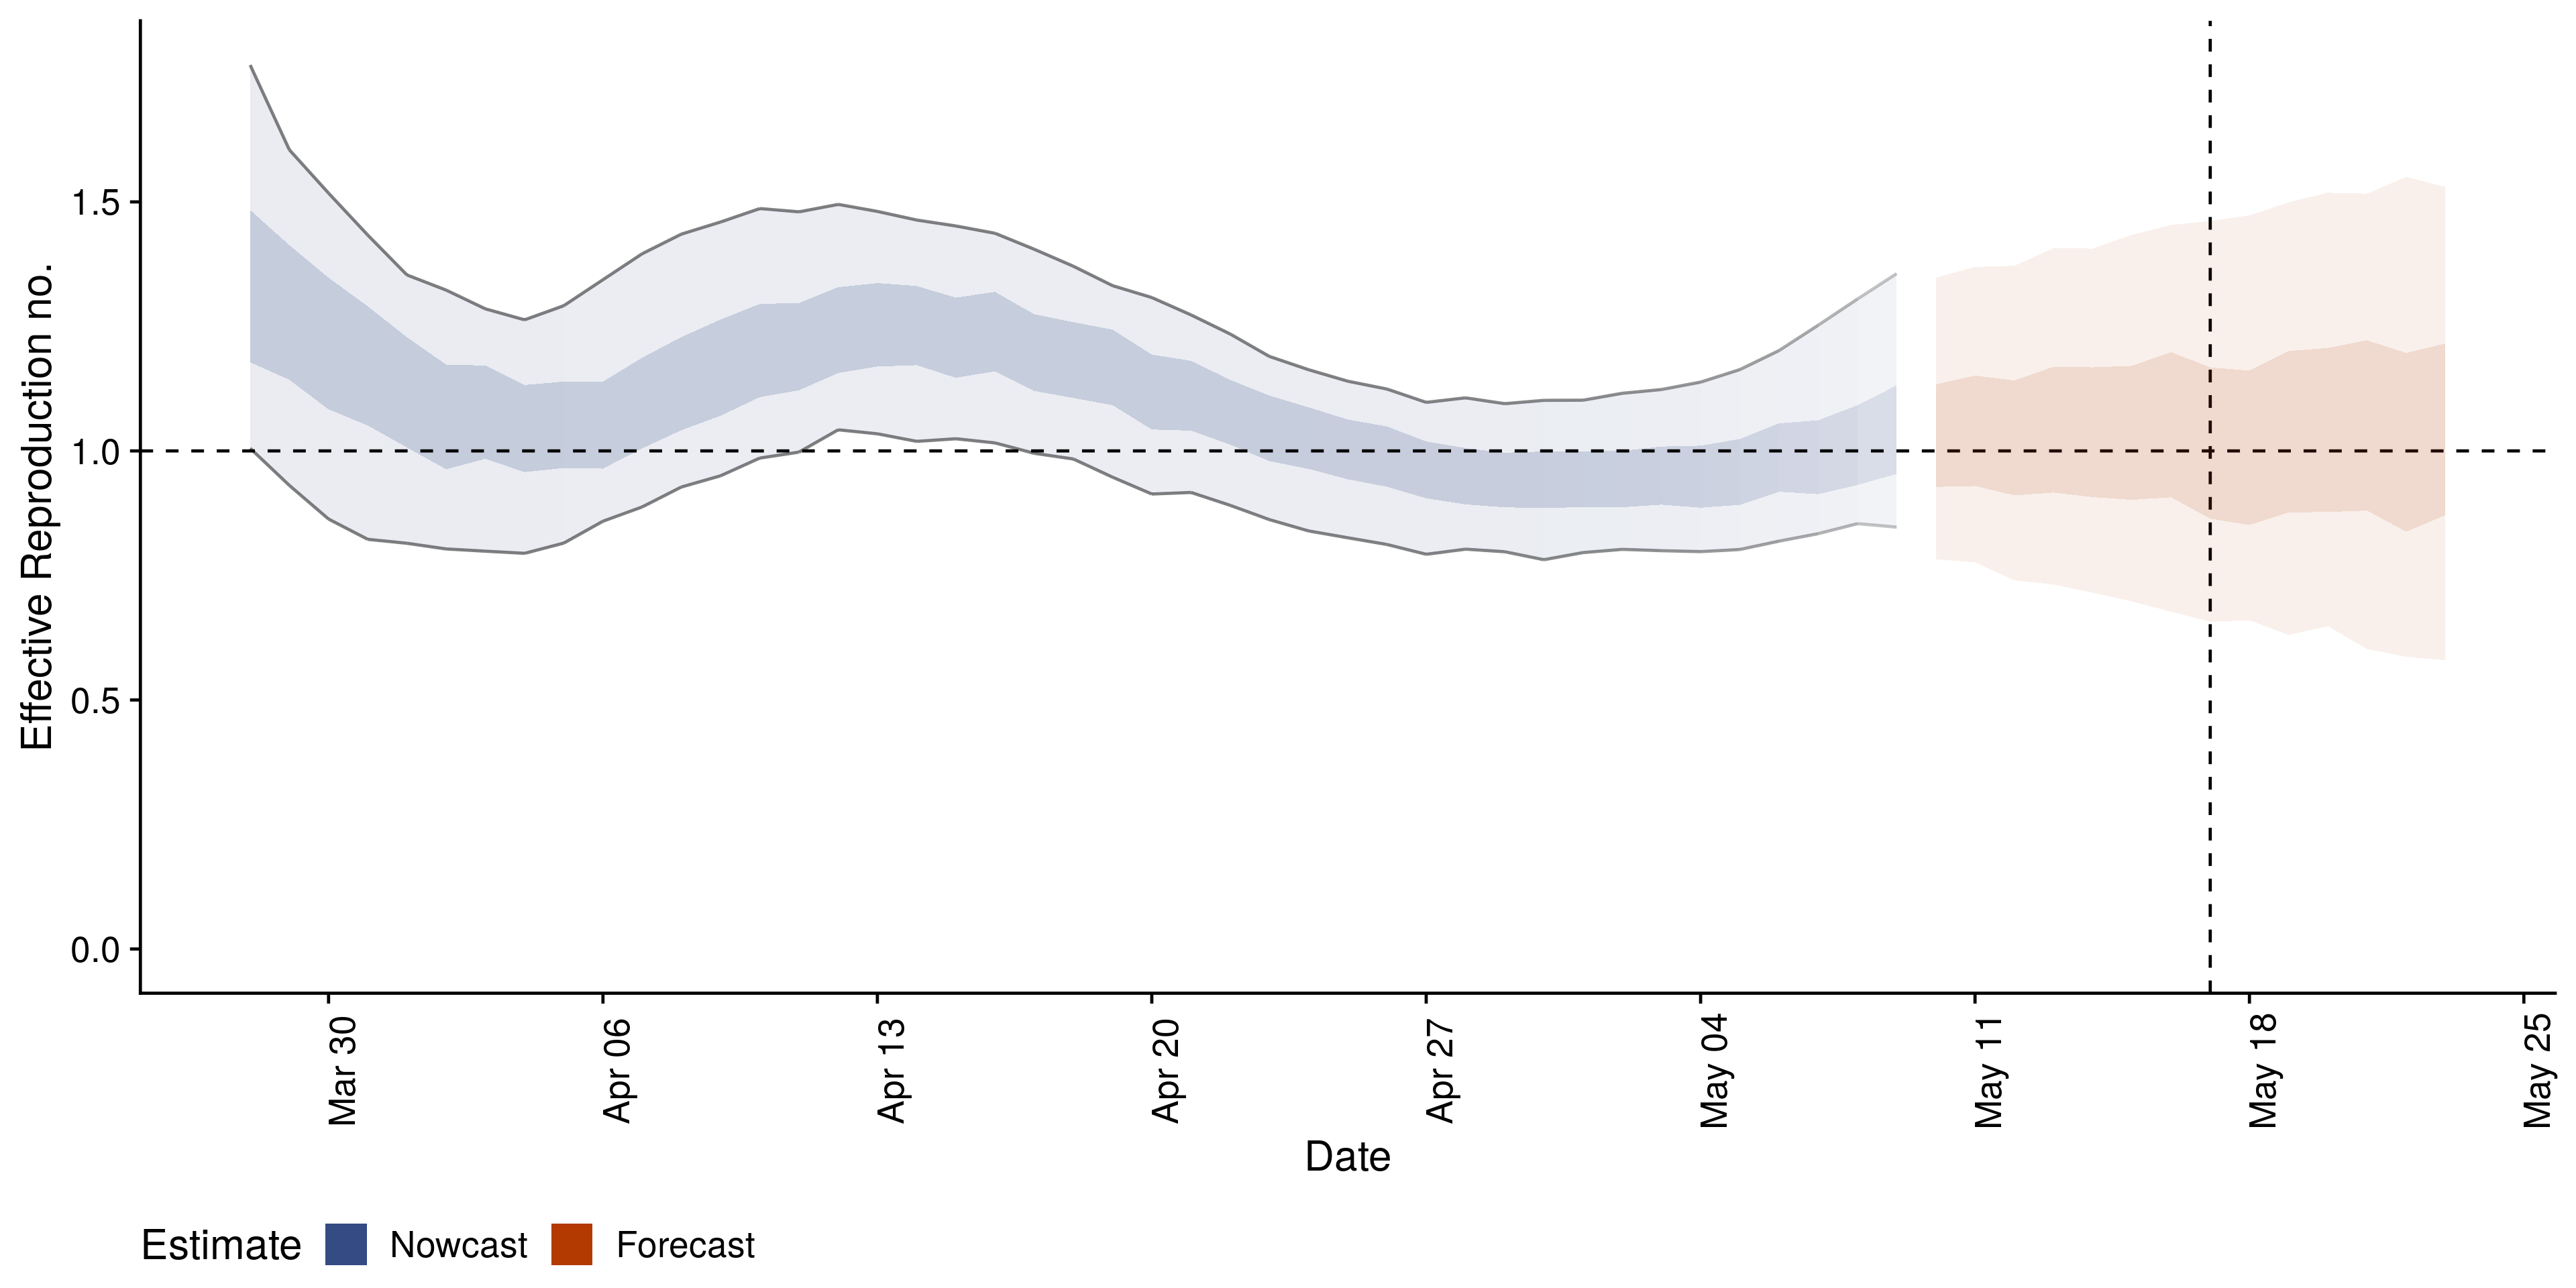 Effective Reproduction no.
1.5
1.0
0.5
0.0
Mar 30
Apr 06
Apr 13
Apr 20
Apr 27
May 04
May 11
May 18
May 25
Date
Estimate Nowcast Forecast